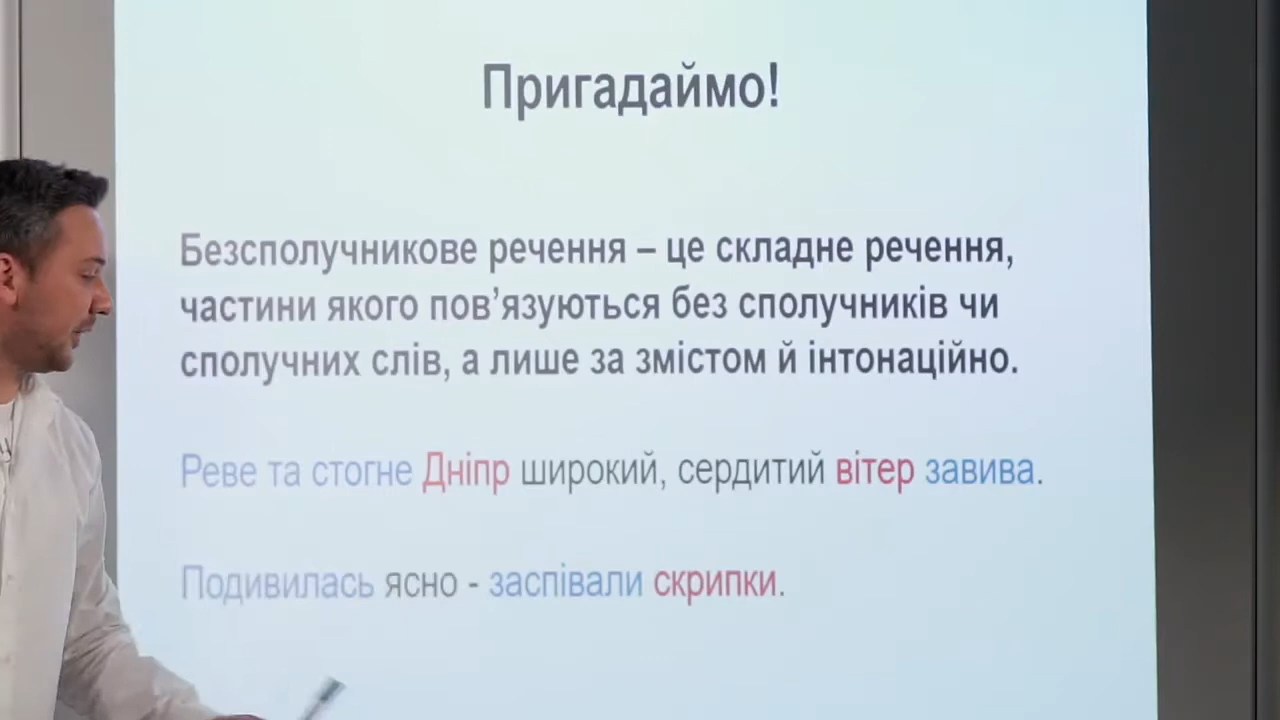 Пригадаймо!
Безсполучникове речення – це складне речення,
частини якого пов’язуються без сполучників чи
сполучних слів, а лише за змістом й інтонаційно.
Реве та стогне Дніпр широкий, сердитий вітер завива.
Подивилась ясно - заспівали скрипки.